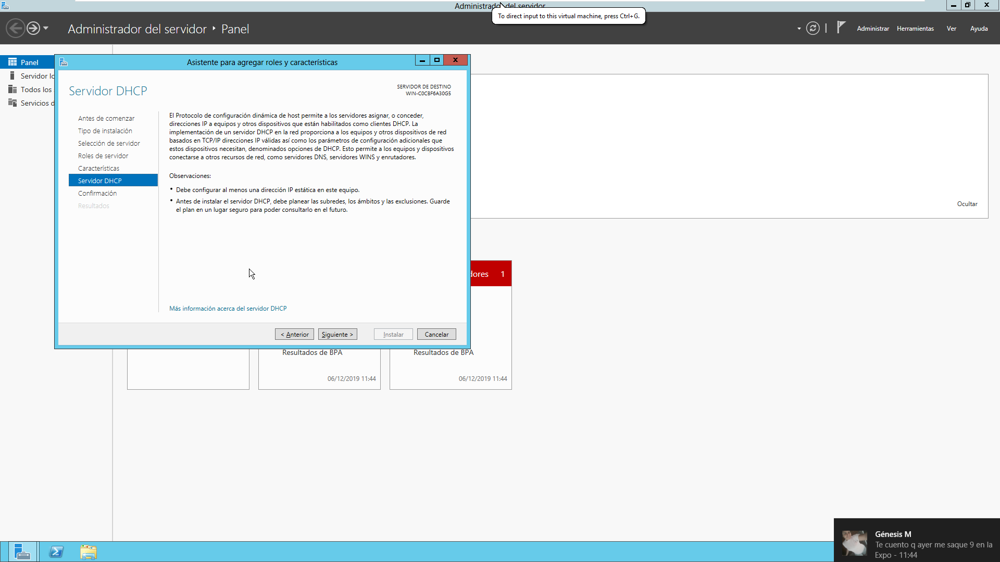 Administrador del servidor
To direct input to this virtual machine, press Ctrl+G.
Administrador del servidor
Panel
Administrar
Herramientas
Ver
Ayuda
Panel
Servidor lo
Todos los
Servicios d
Asistente para agregar roles y características
Servidor DHCP
SERVIDOR DE DESTINO
WIN-C0CBF6A30G5
Antes de comenzar
Tipo de instalación
Selección de servidor
Roles de servidor
Características
Servidor DHCP
Confirmación
Resultados
El Protocolo de configuración dinámica de host permite a los servidores asignar, o conceder,
direcciones IP a equipos y otros dispositivos que están habilitados como clientes DHCP. La
implementación de un servidor DHCP en la red proporciona a los equipos y otros dispositivos de red
basados en TCP/IP direcciones IP válidas así como los parámetros de configuración adicionales que
estos dispositivos necesitan, denominados opciones de DHCP. Esto permite a los equipos y dispositivos
conectarse a otros recursos de red, como servidores DNS, servidores WINS y enrutadores.
Observaciones:
• Debe configurar al menos una dirección IP estática en este equipo.
• Antes de instalar el servidor DHCP, debe planear las subredes, los ámbitos y las exclusiones. Guarde
el plan en un lugar seguro para poder consultarlo en el futuro.
Más información acerca del servidor DHCP
< Anterior
Siguiente >
Instalar
Cancelar
Ocultar
dores 1
Resultados de BPA
06/12/2019 11:44
Resultados de BPA
06/12/2019 11:44
Génesis M
Te cuento q ayer me saque 9 en la
Expo - 11:44